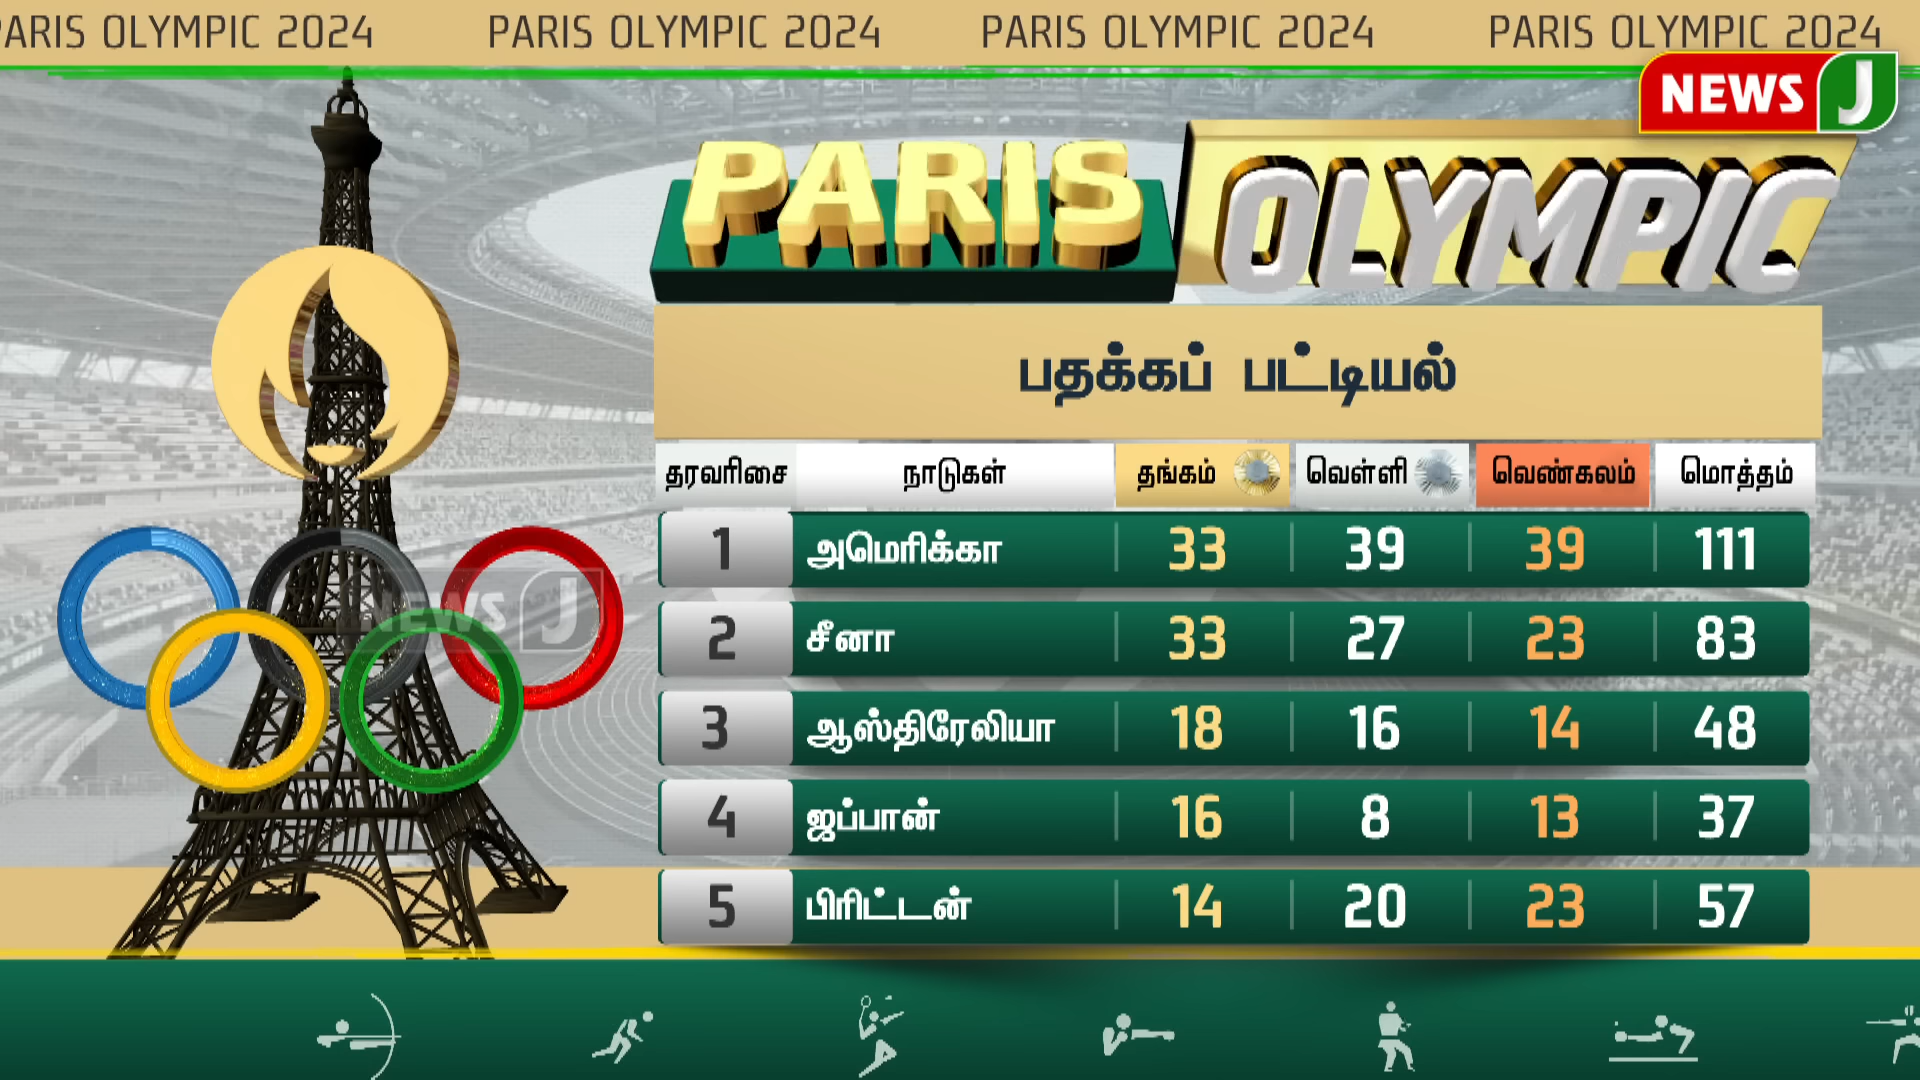 PARIS OLYMPIC 2024 PARIS OLYMPIC 2024 PARIS OLYMPIC 2024 PARIS OLYMPIC 2024
NEWS J
PARIS OLYMPIC
பதக்கப் பட்டியல்
தரவரிசை நாடுகள் தங்கம் வெள்ளி வெண்கலம் மொத்தம்
1 அமெரிக்கா 33 39 39 111
2 சீனா 33 27 23 83
NEWS J
3 ஆஸ்திரேலியா 18 16 14 48
4 ஜப்பான் 16 8 13 37
5 பிரிட்டன் 14 20 23 57